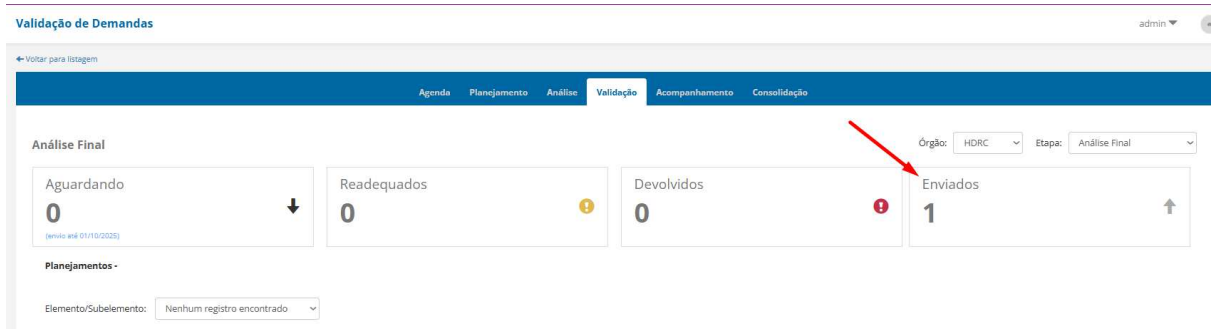 Validação de Demandas
admin
Voltar para listagem
Agenda Planejamento Análise Validação Acompanhamento Consolidação
Análise Final
Órgão: HDRC Etapa: Análise Final
Aguardando Readequados Devolvidos Enviados
0 0 0 1
(envio até 01/10/2025)
Planejamentos -
Elemento/Subelemento: Nenhum registro encontrado